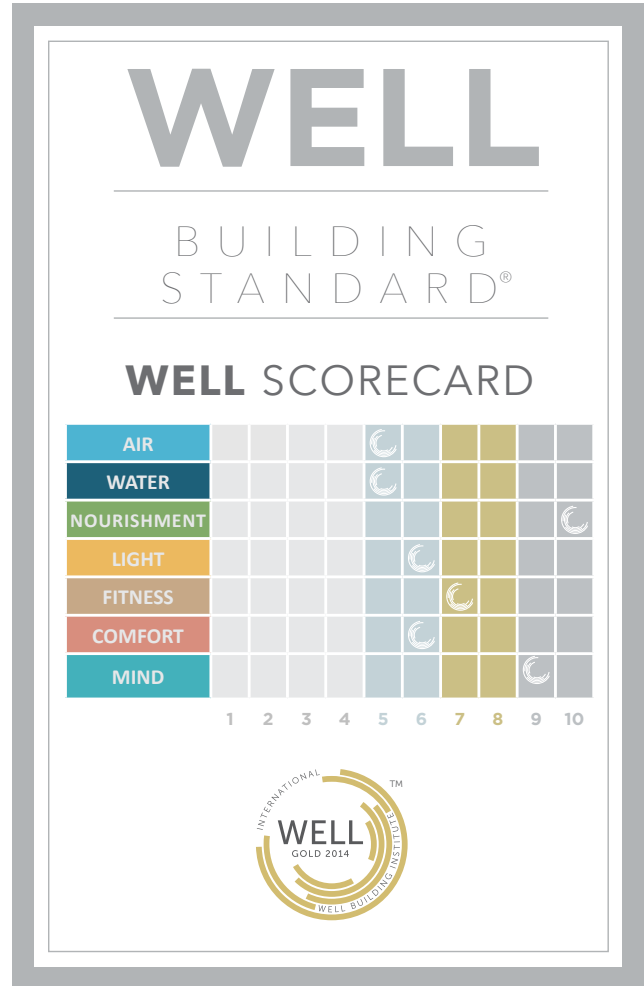 WELL
BUILDING
STANDARD®
WELL SCORECARD
AIR
WATER
NOURISHMENT
LIGHT
FITNESS
COMFORT
MIND
1 2 3 4 5 6 7 8 9 10
INTERNATIONAL
TM
WELL
GOLD 2014
WELL BUILDING INSTITUTE